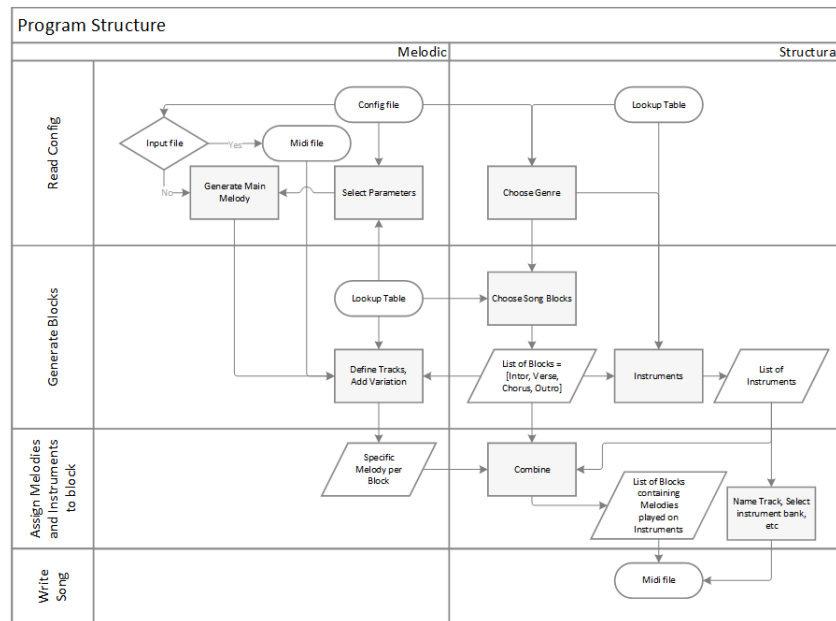 Program Structure
Melodic
Structural
Read Config
Config file
Lookup Table
Input file
Yes
Midi file
No
Generate Main
Melody
Select Parameters
Choose Genre
Generate Blocks
Lookup Table
Choose Song Blocks
Define Tracks,
Add Variation
List of Blocks =
[Intor, Verse,
Chorus, Outro]
Instruments
List of
Instruments
Assign Melodies
and Instruments
to block
Specific
Melody per
Block
Combine
List of Blocks
containing
Melodies
played on
Instruments
Name Track, Select
instrument bank,
etc
Write
Song
Midi file